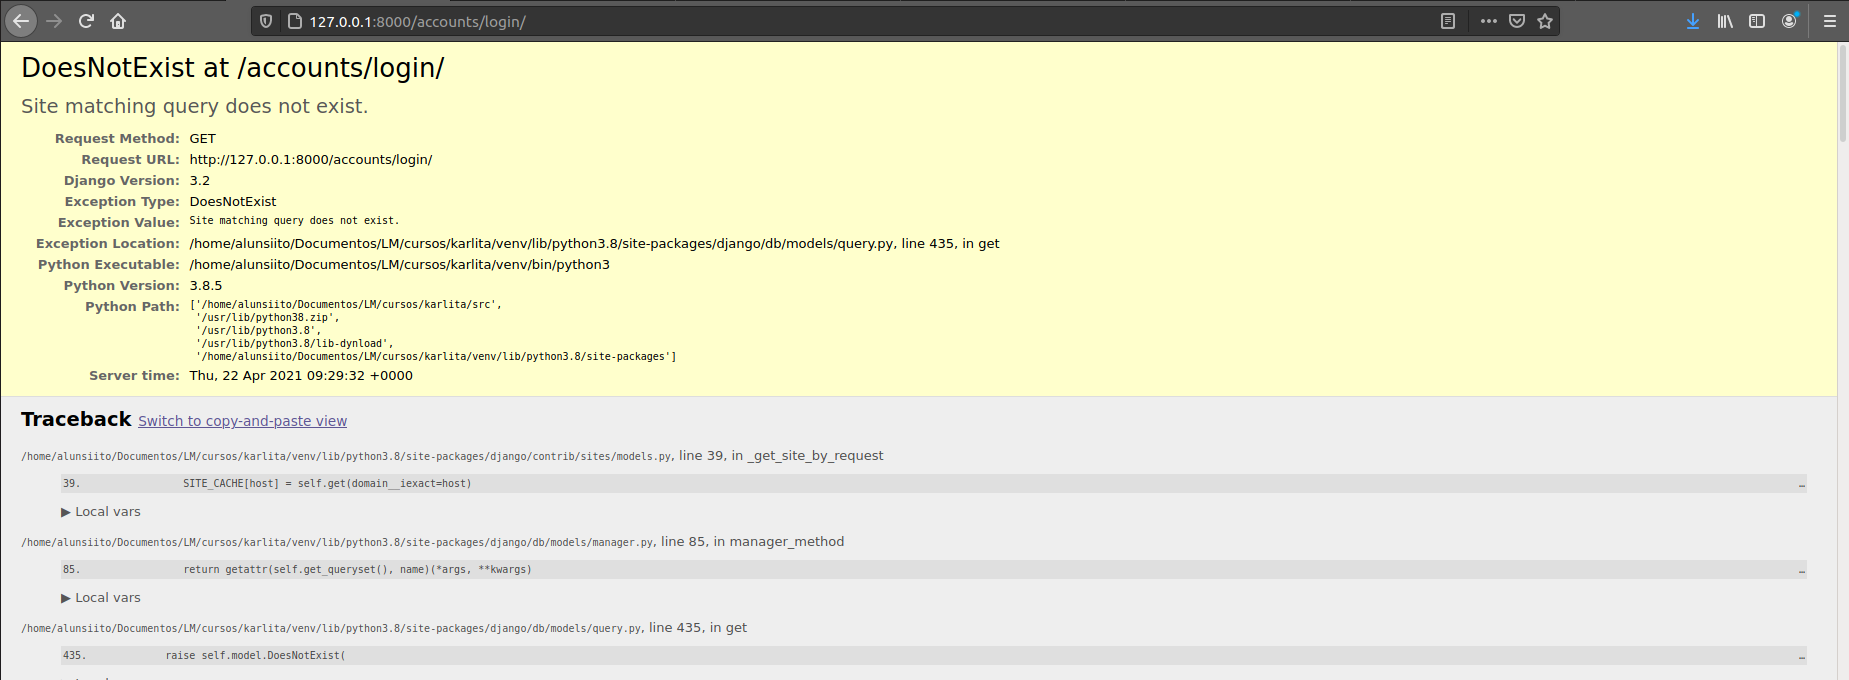 127.0.0.1:8000/accounts/login/
DoesNotExist at /accounts/login/
Site matching query does not exist.
Request Method: GET
Request URL: http://127.0.0.1:8000/accounts/login/
Django Version: 3.2
Exception Type: DoesNotExist
Exception Value: Site matching query does not exist.
Exception Location: /home/alunsiito/Documentos/LM/cursos/karlita/venv/lib/python3.8/site-packages/django/db/models/query.py, line 435, in get
Python Executable: /home/alunsiito/Documentos/LM/cursos/karlita/venv/bin/python3
Python Version: 3.8.5
Python Path: ['/home/alunsiito/Documentos/LM/cursos/karlita/src',
'/usr/lib/python38.zip',
'/usr/lib/python3.8',
'/usr/lib/python3.8/lib-dynload',
'/home/alunsiito/Documentos/LM/cursos/karlita/venv/lib/python3.8/site-packages']
Server time: Thu, 22 Apr 2021 09:29:32 +0000
Traceback Switch to copy-and-paste view
/home/alunsiito/Documentos/LM/cursos/karlita/venv/lib/python3.8/site-packages/django/contrib/sites/models.py, line 39, in _get_site_by_request
39. SITE_CACHE[host] = self.get(domain__iexact=host) …
▶ Local vars
/home/alunsiito/Documentos/LM/cursos/karlita/venv/lib/python3.8/site-packages/django/db/models/manager.py, line 85, in manager_method
85. return getattr(self.get_queryset(), name)(*args, **kwargs) …
▶ Local vars
/home/alunsiito/Documentos/LM/cursos/karlita/venv/lib/python3.8/site-packages/django/db/models/query.py, line 435, in get
435. raise self.model.DoesNotExist( …